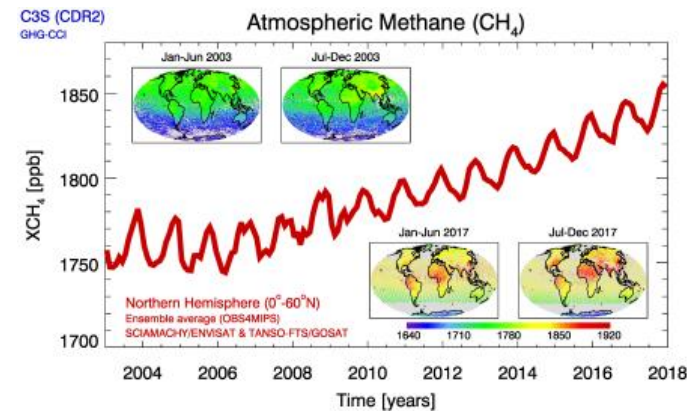 C3S (CDR2)
GHG-CCI
Atmospheric Methane (CH₄)
Jan-Jun 2003
Jul-Dec 2003
1850
1800
1750
1700
XCH₄ [ppb]
Jan-Jun 2017
Jul-Dec 2017
Northern Hemisphere (0°-60°N)
Ensemble average (OBS4MIPS)
SCIAMACHY/ENVISAT & TANSO-FTS/GOSAT
1640 1710 1780 1850 1920
2004 2006 2008 2010 2012 2014 2016 2018
Time [years]